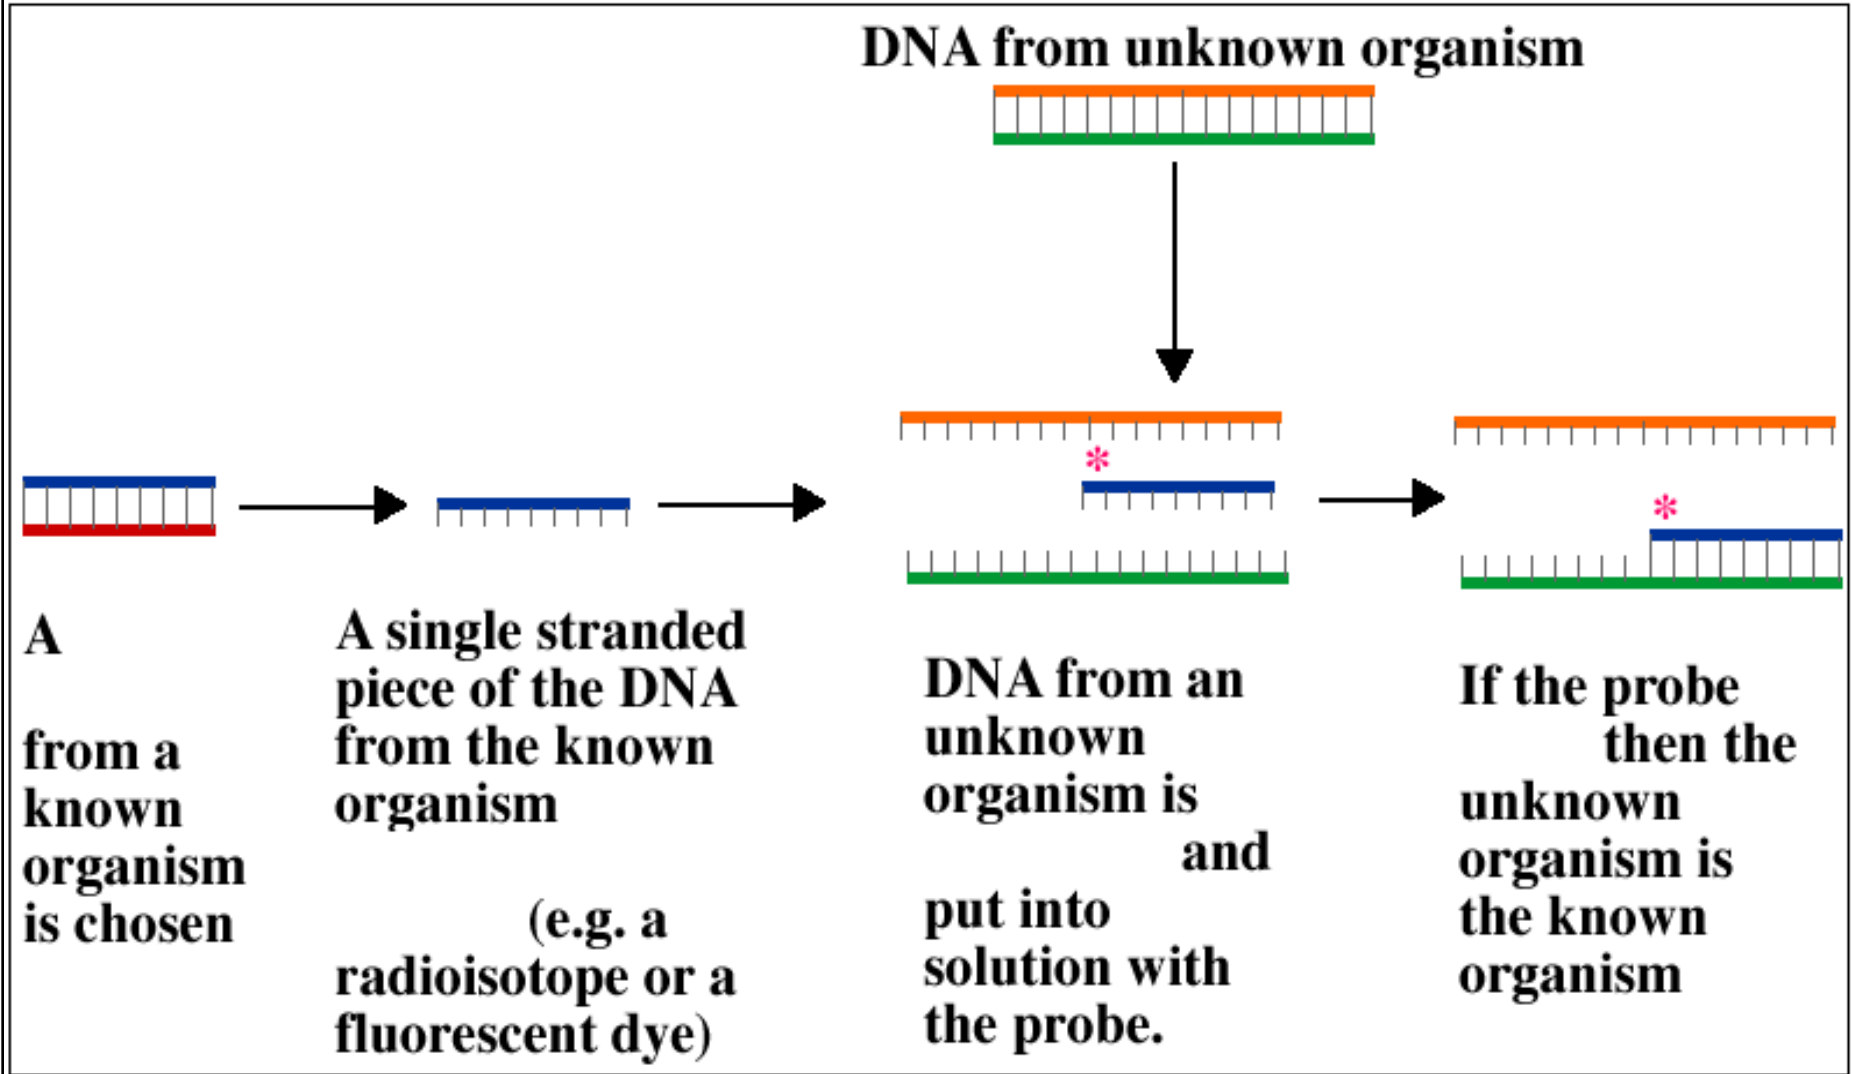 DNA from unknown organism
A
from a
known
organism
is chosen
A single stranded
piece of the DNA
from the known
organism
(e.g. a
radioisotope or a
fluorescent dye)
*
DNA from an
unknown
organism is
and
put into
solution with
the probe.
*
If the probe
then the
unknown
organism is
the known
organism